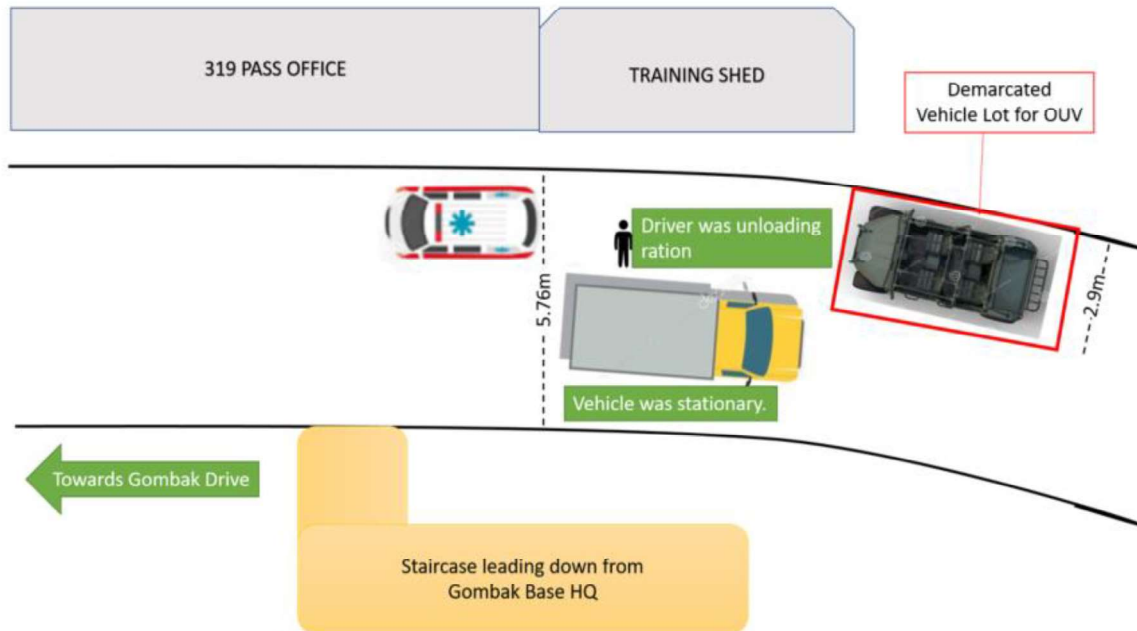 319 PASS OFFICE
TRAINING SHED
Demarcated
Vehicle Lot for OUV
Driver was unloading
ration
5.76m
2.9m
Vehicle was stationary.
Towards Gombak Drive
Staircase leading down from
Gombak Base HQ